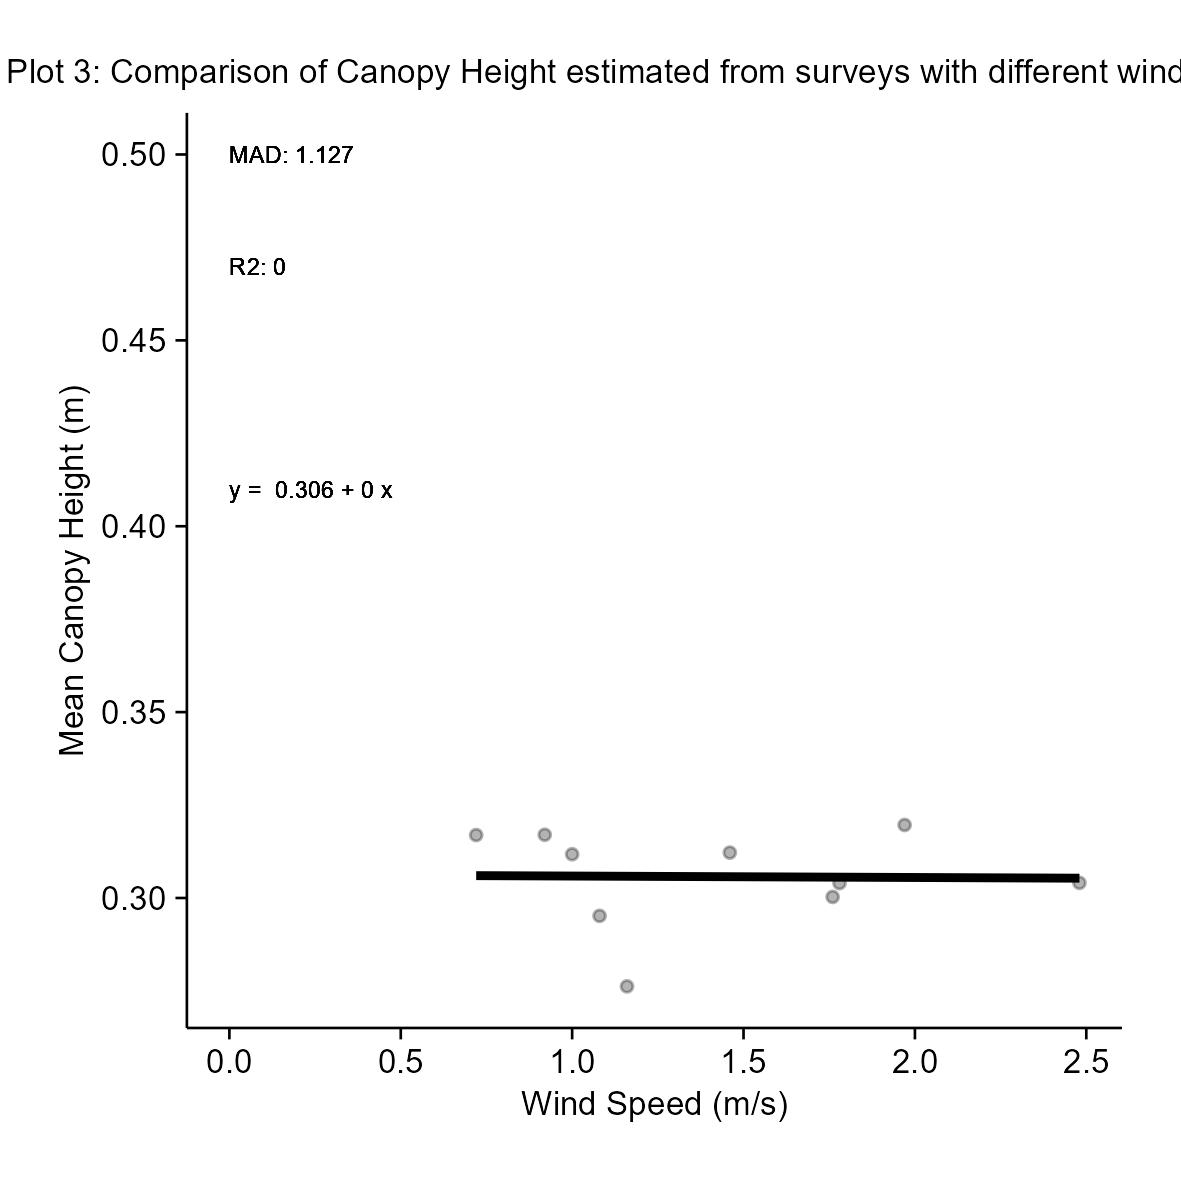 Plot 3: Comparison of Canopy Height estimated from surveys with different wind
0.50
MAD: 1.127
R2: 0
0.45
y =  0.306 + 0 x
0.40
Mean Canopy Height (m)
0.35
0.30
0.0 0.5 1.0 1.5 2.0 2.5
Wind Speed (m/s)